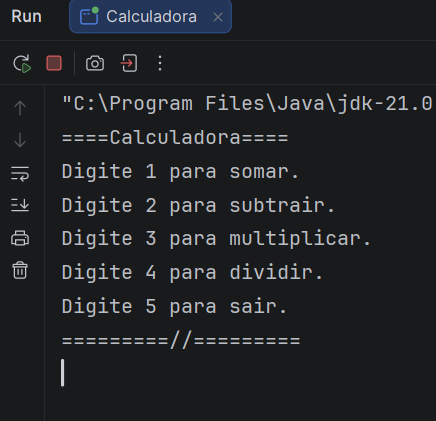 Run
Calculadora
"C:\Program Files\Java\jdk-21.0
====Calculadora====
Digite 1 para somar.
Digite 2 para subtrair.
Digite 3 para multiplicar.
Digite 4 para dividir.
Digite 5 para sair.
=========//=========